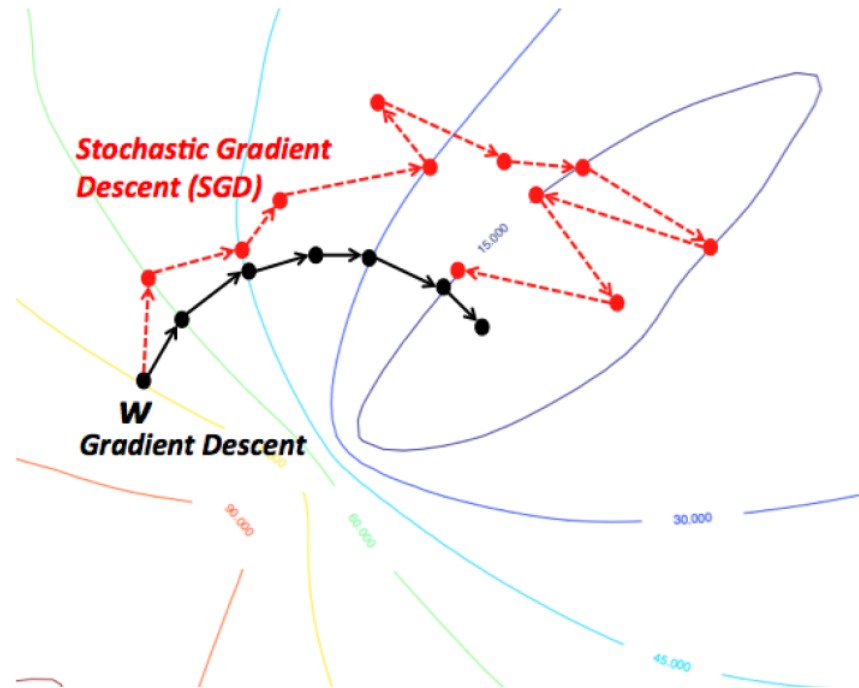 Stochastic Gradient
Descent (SGD)
15.000
W
Gradient Descent
90.000
60.000
30.000
45.000